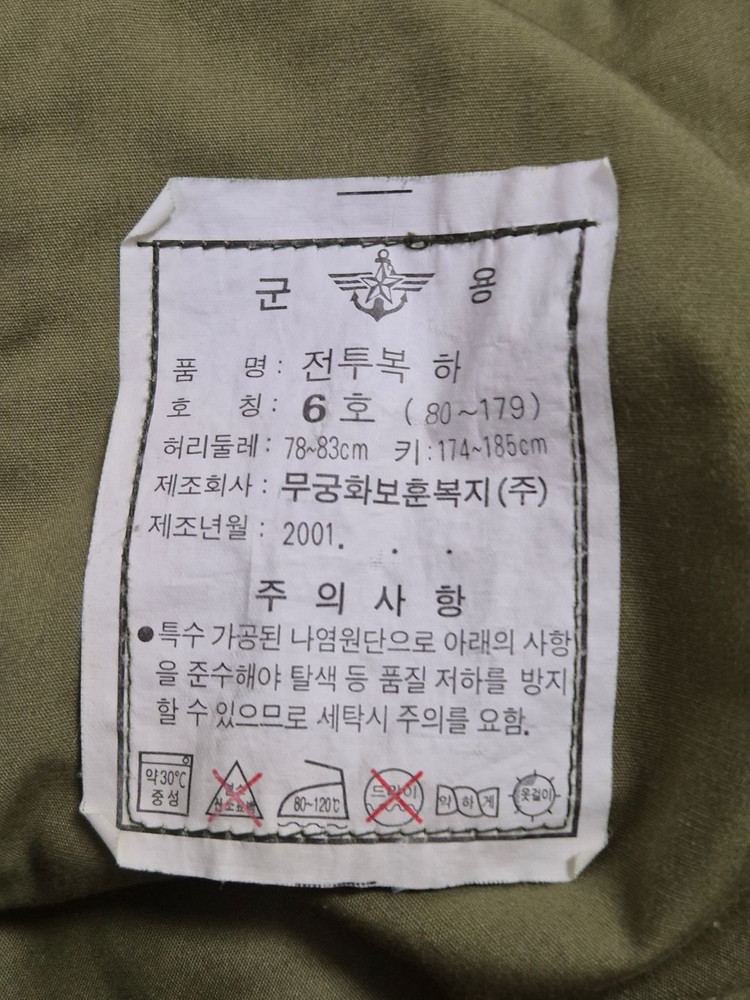 군 용
품 명 : 전투복 하
호 칭 : 6 호 ( 80~179 )
허리둘레 : 78~83cm 키 : 174~185cm
제조회사 : 무궁화보훈복지(주)
제조년월 : 2001. . .
주 의 사 항
●특수 가공된 나염원단으로 아래의 사항
을 준수해야 탈색 등 품질 저하를 방지
할 수 있으므로 세탁시 주의를 요함.
약30℃ 80~120℃ 드라이 약하게 옷걸이
중성